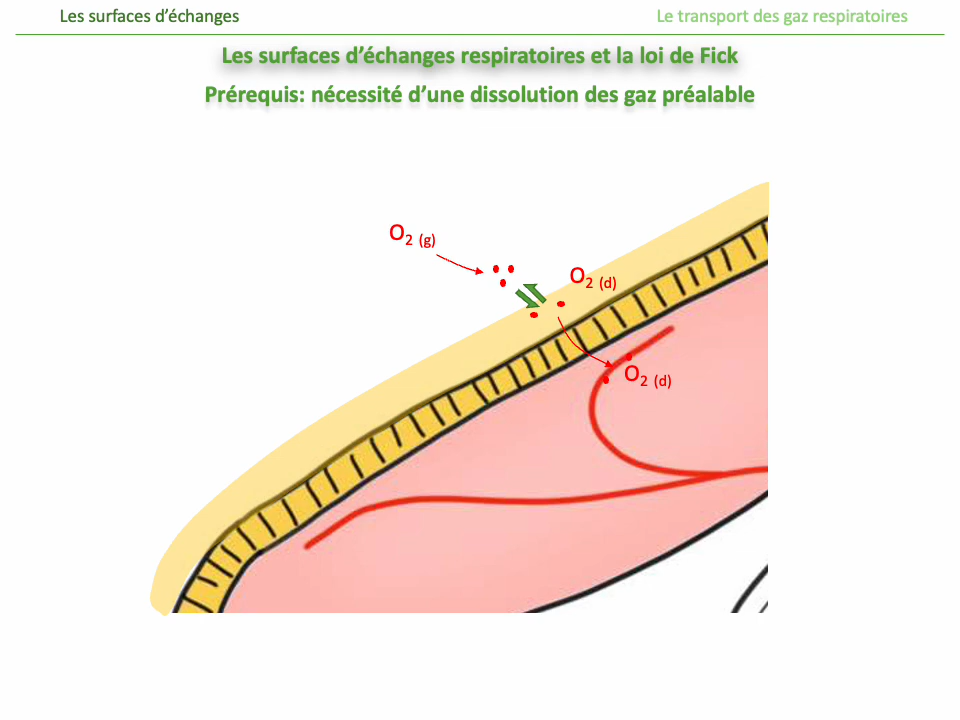 Les surfaces d’échanges
Le transport des gaz respiratoires
Les surfaces d’échanges respiratoires et la loi de Fick
Prérequis: nécessité d’une dissolution des gaz préalable
O2 (g)
O2 (d)
O2 (d)